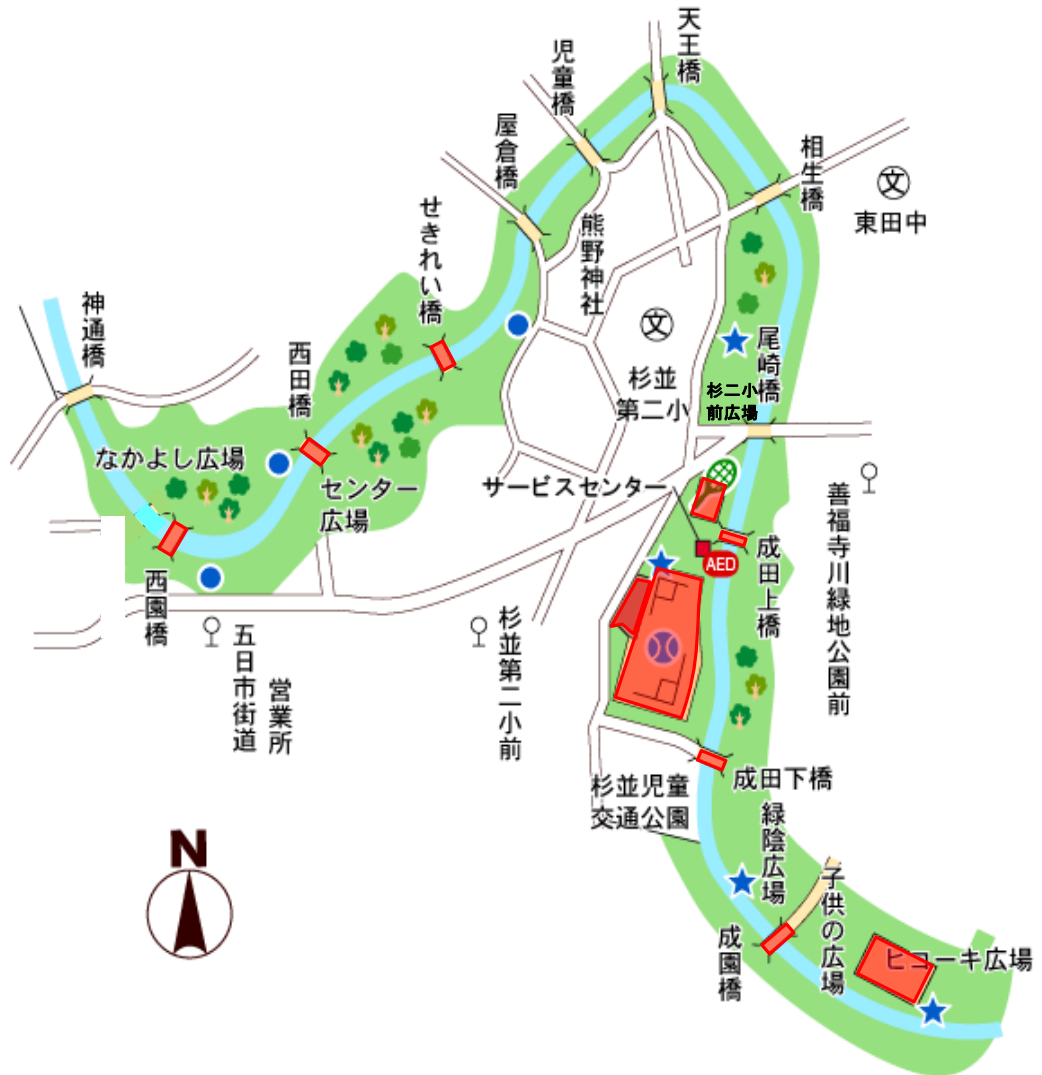 天王橋
児童橋
屋倉橋
相生橋
文
東田中
せきれい橋
熊野神社
神通橋
西田橋
文
杉並
第二小
尾崎橋
杉二小
前広場
なかよし広場
センター
広場
サービスセンター
善福寺川緑地公園前
成田上橋
AED
西園橋
五日市街道
営業所
杉並第二小前
成田下橋
杉並児童
交通公園
緑陰広場
子供の広場
成園橋
ヒコーキ広場
N